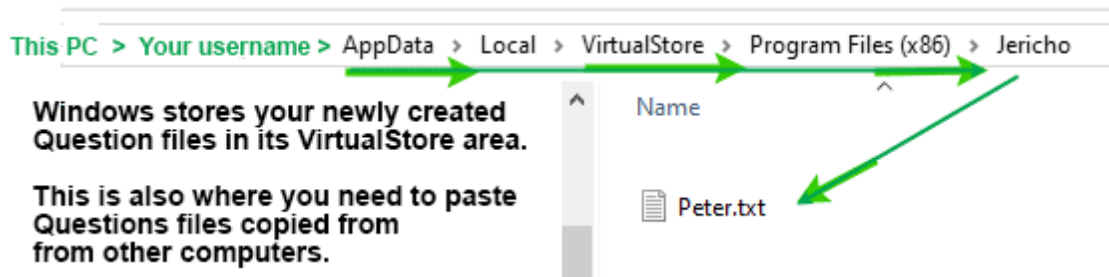 This PC > Your username > AppData > Local > VirtualStore > Program Files (x86) > Jericho
Windows stores your newly created
Question files in its VirtualStore area.
This is also where you need to paste
Questions files copied from
from other computers.
Name
Peter.txt